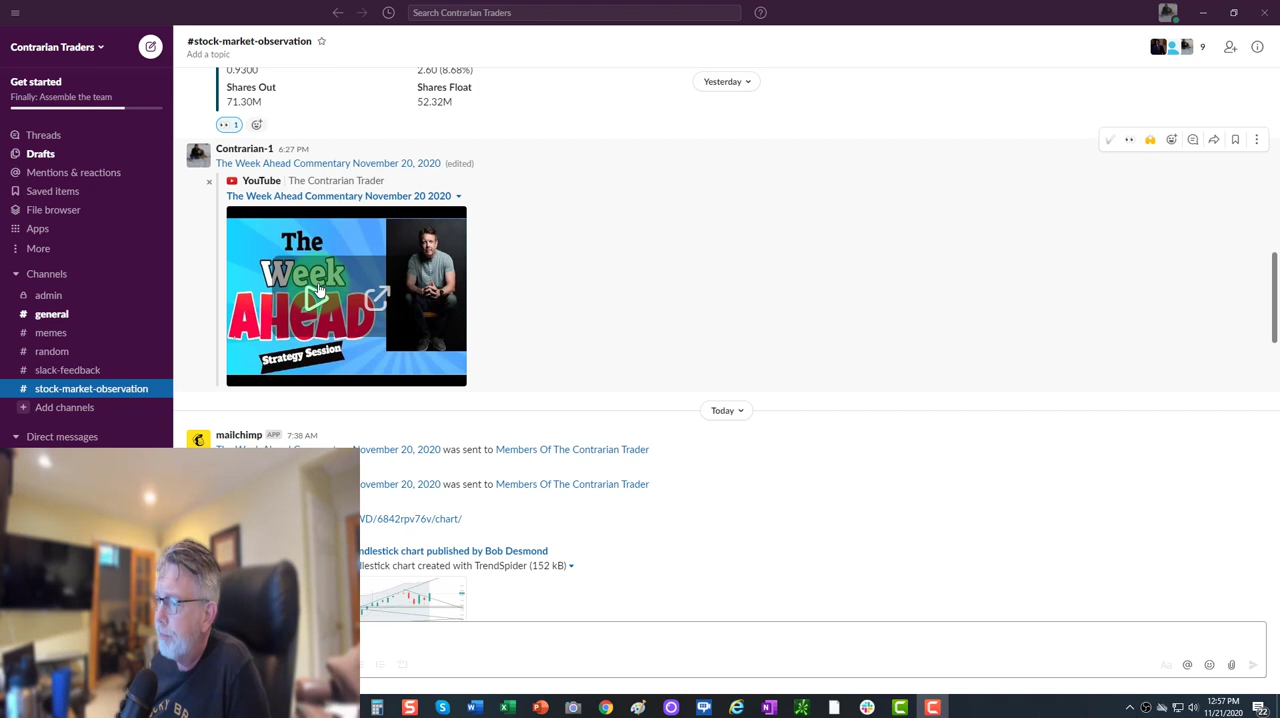 Search Contrarian Traders
Contrarian Traders
#stock-market-observation
Add a topic
9
Get started
Finally: Assemble the team
Threads
Drafts
Mentions & reactions
Saved items
File browser
Apps
More
Channels
admin
# general
# memes
# random
# slack-feedback
# stock-market-observation
+ Add channels
Direct messages
0.9300 2.60 (8.68%)
Yesterday
Shares Out Shares Float
71.30M 52.32M
1
Contrarian-1 6:27 PM
The Week Ahead Commentary November 20, 2020 (edited)
YouTube The Contrarian Trader
The Week Ahead Commentary November 20 2020
The
Week
AHEAD
Strategy Session
Today
mailchimp APP 7:38 AM
November 20, 2020 was sent to Members Of The Contrarian Trader
ovember 20, 2020 was sent to Members Of The Contrarian Trader
WD/6842rpv76v/chart/
ndlestick chart published by Bob Desmond
llestick chart created with TrendSpider (152 kB)
Aa @
12:57 PM
11/21/2020
22